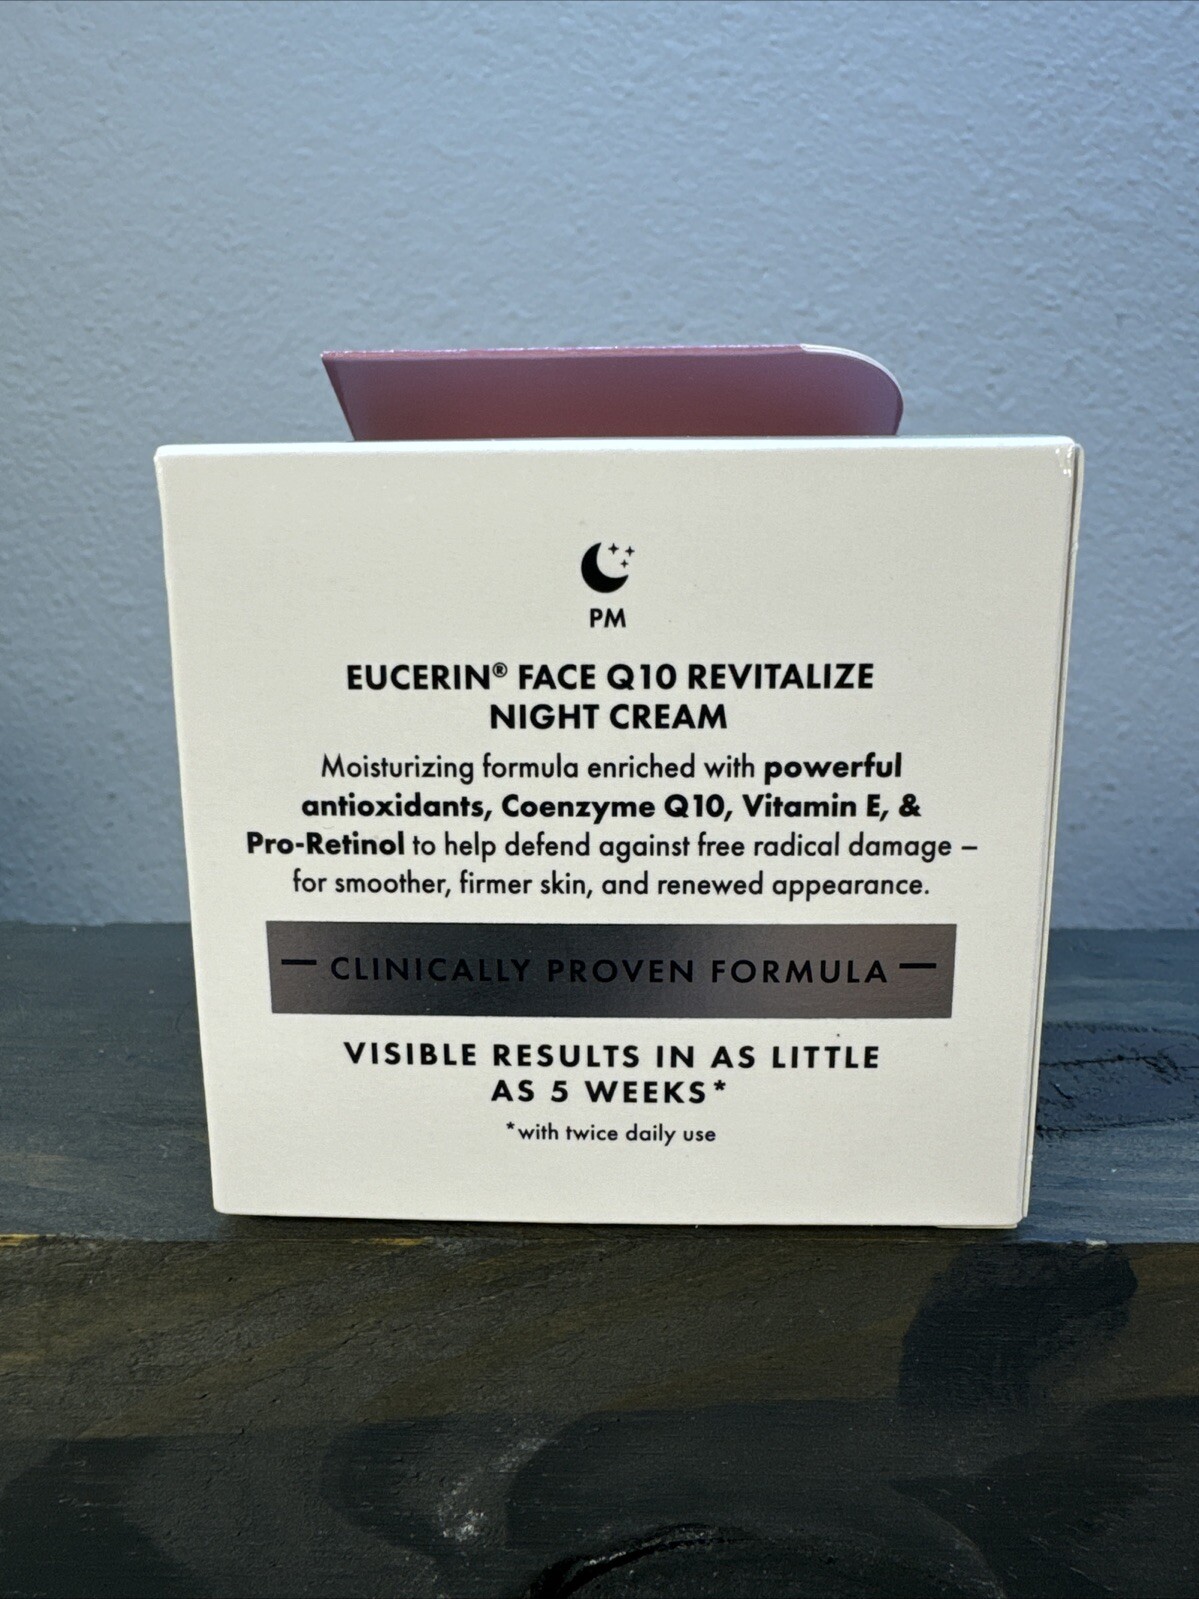 PM
EUCERIN® FACE Q10 REVITALIZE
NIGHT CREAM
Moisturizing formula enriched with powerful
antioxidants, Coenzyme Q10, Vitamin E, &
Pro-Retinol to help defend against free radical damage –
for smoother, firmer skin, and renewed appearance.
— CLINICALLY PROVEN FORMULA —
VISIBLE RESULTS IN AS LITTLE
AS 5 WEEKS*
*with twice daily use